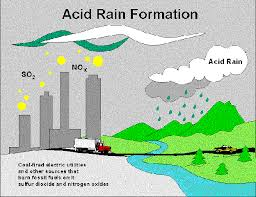 Acid Rain Formation
SO2
NOX
Acid Rain
Coal-fired electric utilities
and other sources that
burn fossil fuels emit
sulfur dioxide and nitrogen oxides